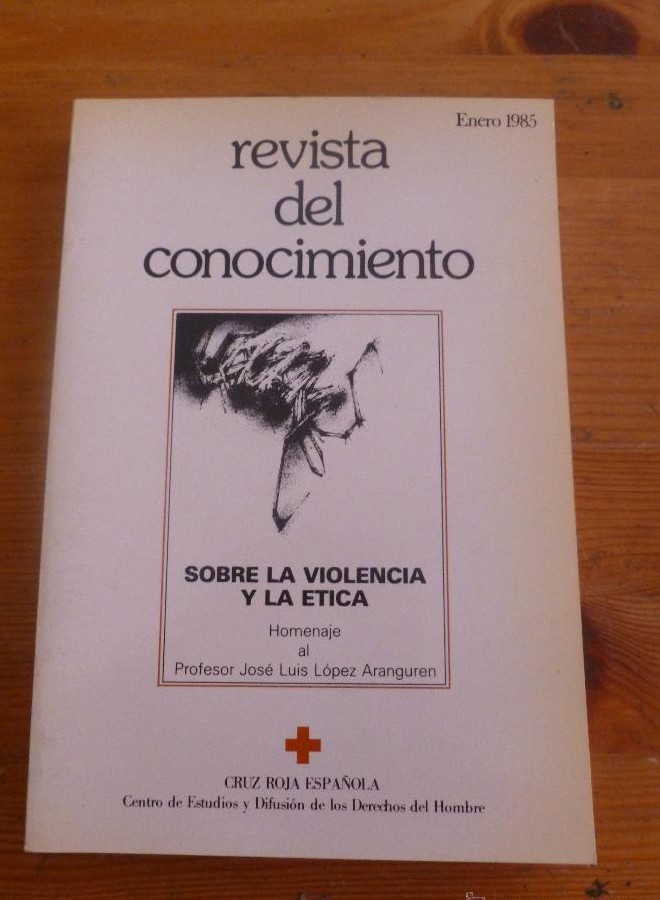 Enero 1985
revista
del
conocimiento
SOBRE LA VIOLENCIA
Y LA ETICA
Homenaje
al
Profesor José Luis López Aranguren
CRUZ ROJA ESPAÑOLA
Centro de Estudios y Difusión de los Derechos del Hombre